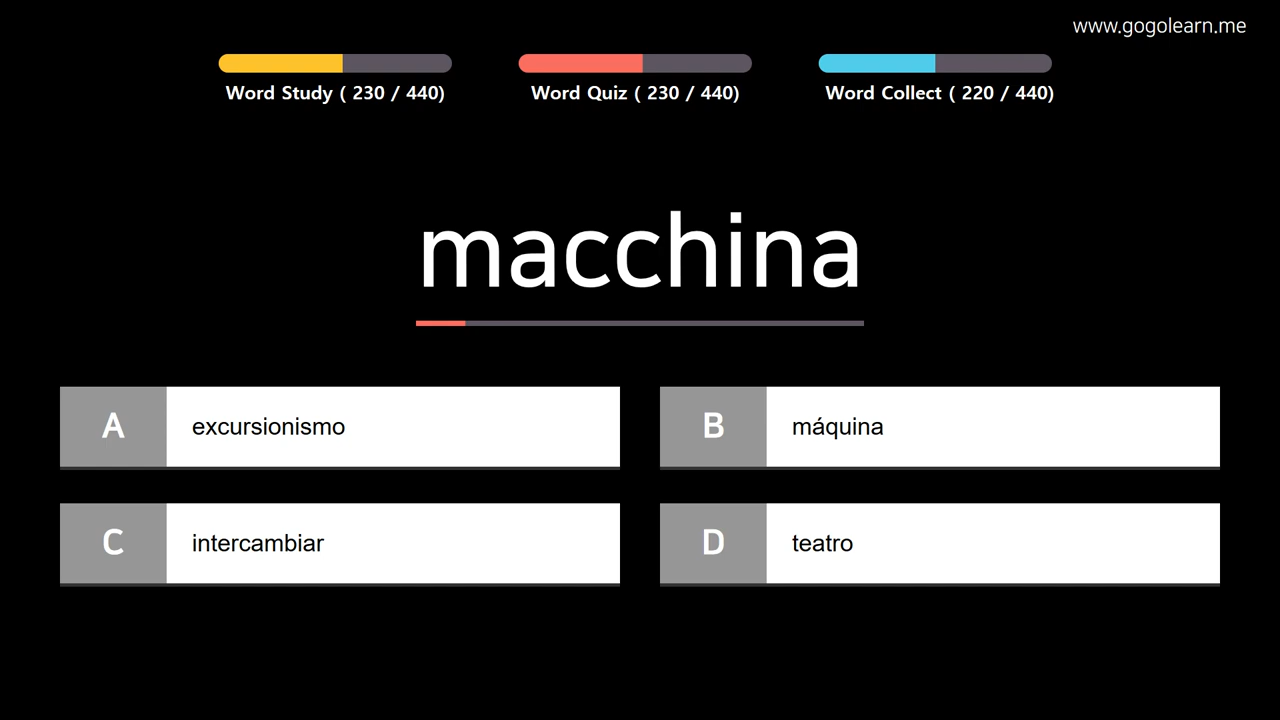 www.gogolearn.me
Word Study ( 230 / 440)
Word Quiz ( 230 / 440)
Word Collect ( 220 / 440)
macchina
A
excursionismo
B
máquina
C
intercambiar
D
teatro